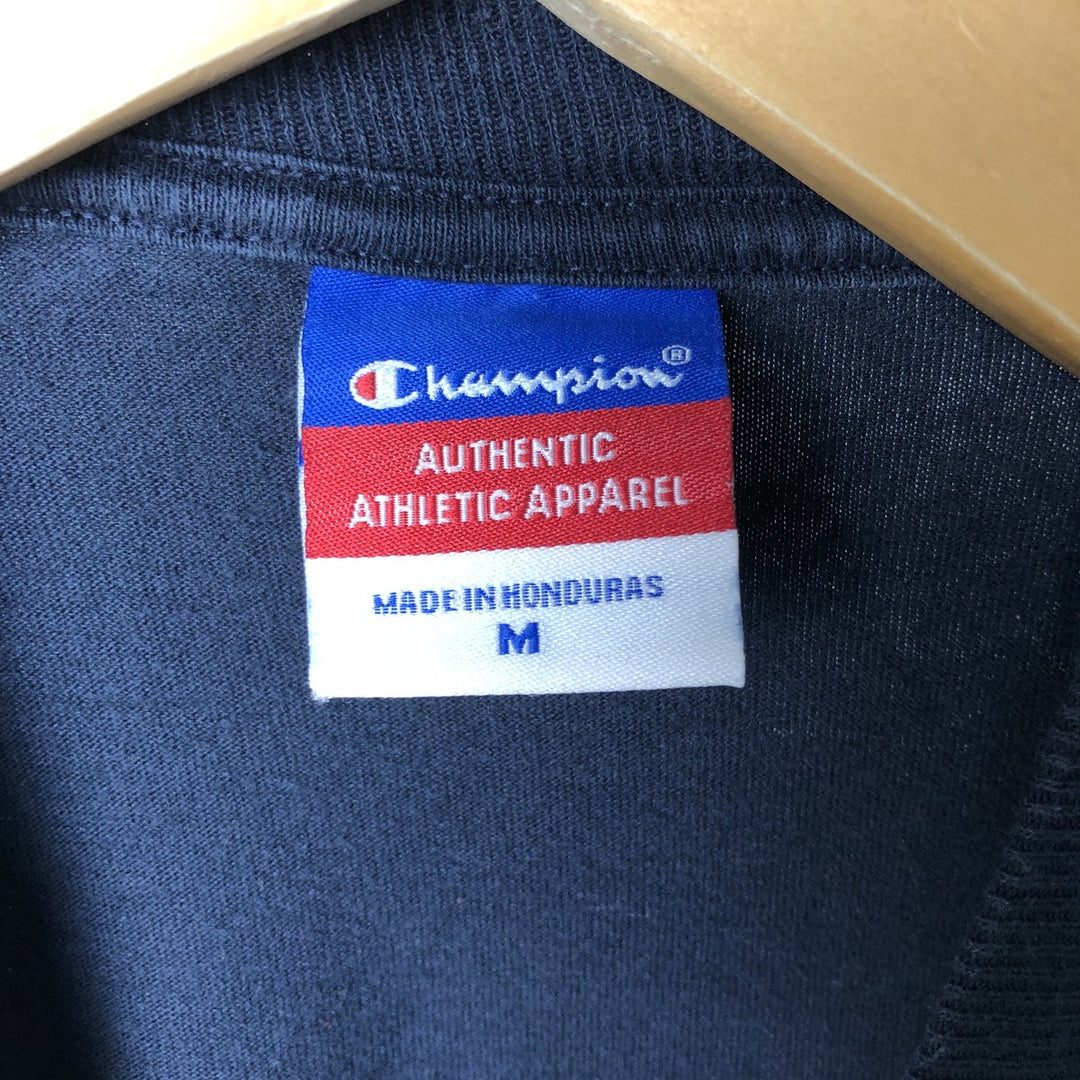 Champion®
AUTHENTIC
ATHLETIC APPAREL
MADE IN HONDURAS
M